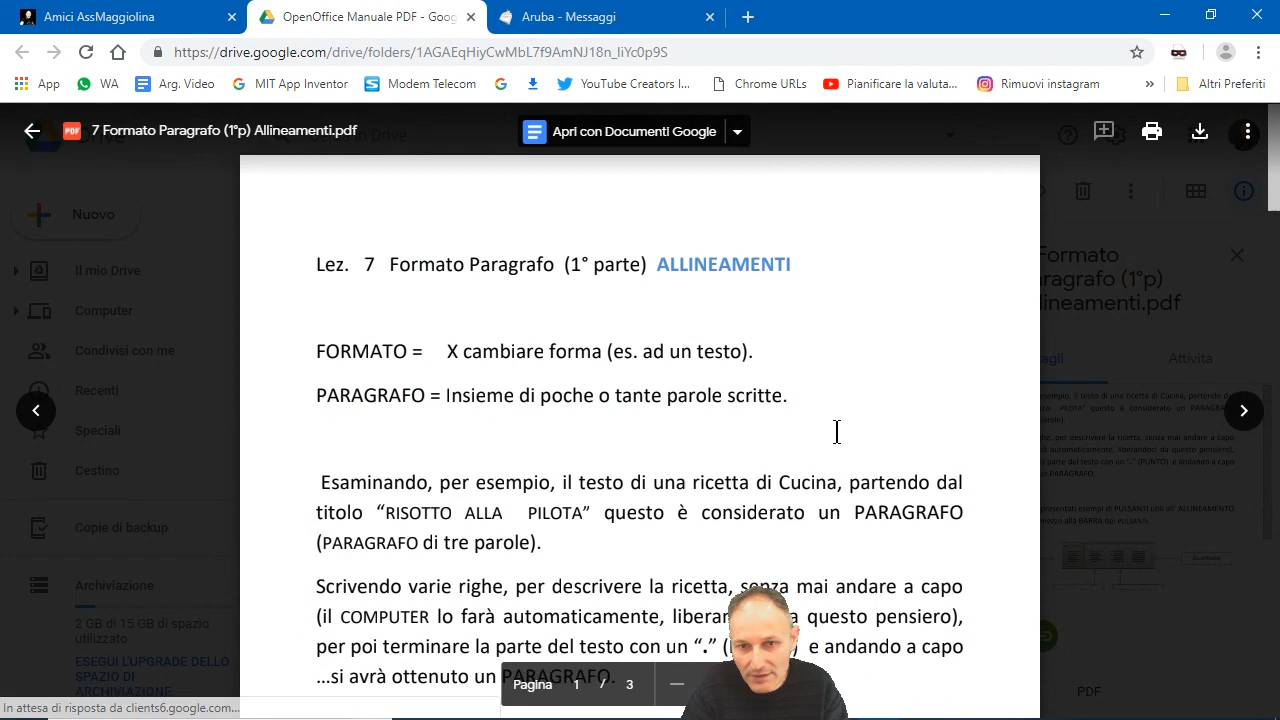 Amici AssMaggiolina
OpenOffice Manuale PDF - Goog
Aruba - Messaggi
https://drive.google.com/drive/folders/1AGAEqHiyCwMbL7f9AmNJ18n_IiYc0p9S
App
WA
Arg. Video
MIT App Inventor
Modem Telecom
YouTube Creators I...
Chrome URLs
Pianificare la valuta...
Rimuovi instagram
»
Altri Preferiti
PDF
7 Formato Paragrafo (1°p) Allineamenti.pdf
Apri con Documenti Google
Nuovo
Il mio Drive
Computer
Condivisi con me
Recenti
Speciali
Cestino
Copie di backup
Archiviazione
2 GB di 15 GB di spazio
utilizzato
ESEGUI L'UPGRADE DELLO
SPAZIO DI
ARCHIVIAZIONE
In attesa di risposta da clients6.google.com...
Lez. 7 Formato Paragrafo (1° parte) ALLINEAMENTI
FORMATO = X cambiare forma (es. ad un testo).
PARAGRAFO = Insieme di poche o tante parole scritte.
Esaminando, per esempio, il testo di una ricetta di Cucina, partendo dal
titolo “RISOTTO ALLA PILOTA” questo è considerato un PARAGRAFO
(PARAGRAFO di tre parole).
Scrivendo varie righe, per descrivere la ricetta, senza mai andare a capo
(il COMPUTER lo farà automaticamente, liberan a questo pensiero),
per poi terminare la parte del testo con un “.” ( ) e andando a capo
...si avrà ottenuto un PARAGRAFO.
Pagina 1 / 3
Formato
aragrafo (1°p)
lineamenti.pdf
agli
Attività
PDF